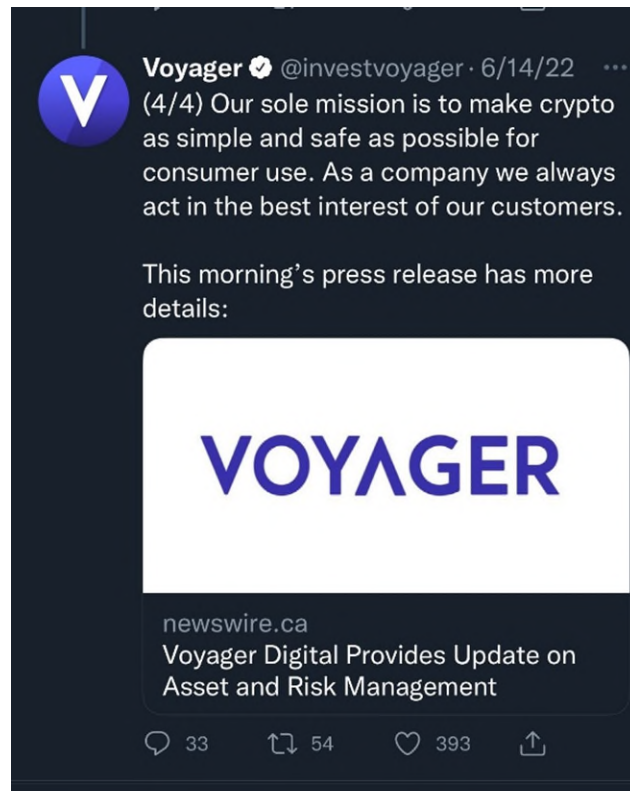 Voyager @investvoyager · 6/14/22 ···
(4/4) Our sole mission is to make crypto
as simple and safe as possible for
consumer use. As a company we always
act in the best interest of our customers.
This morning’s press release has more
details:
VOYAGER
newswire.ca
Voyager Digital Provides Update on
Asset and Risk Management
33 54 393